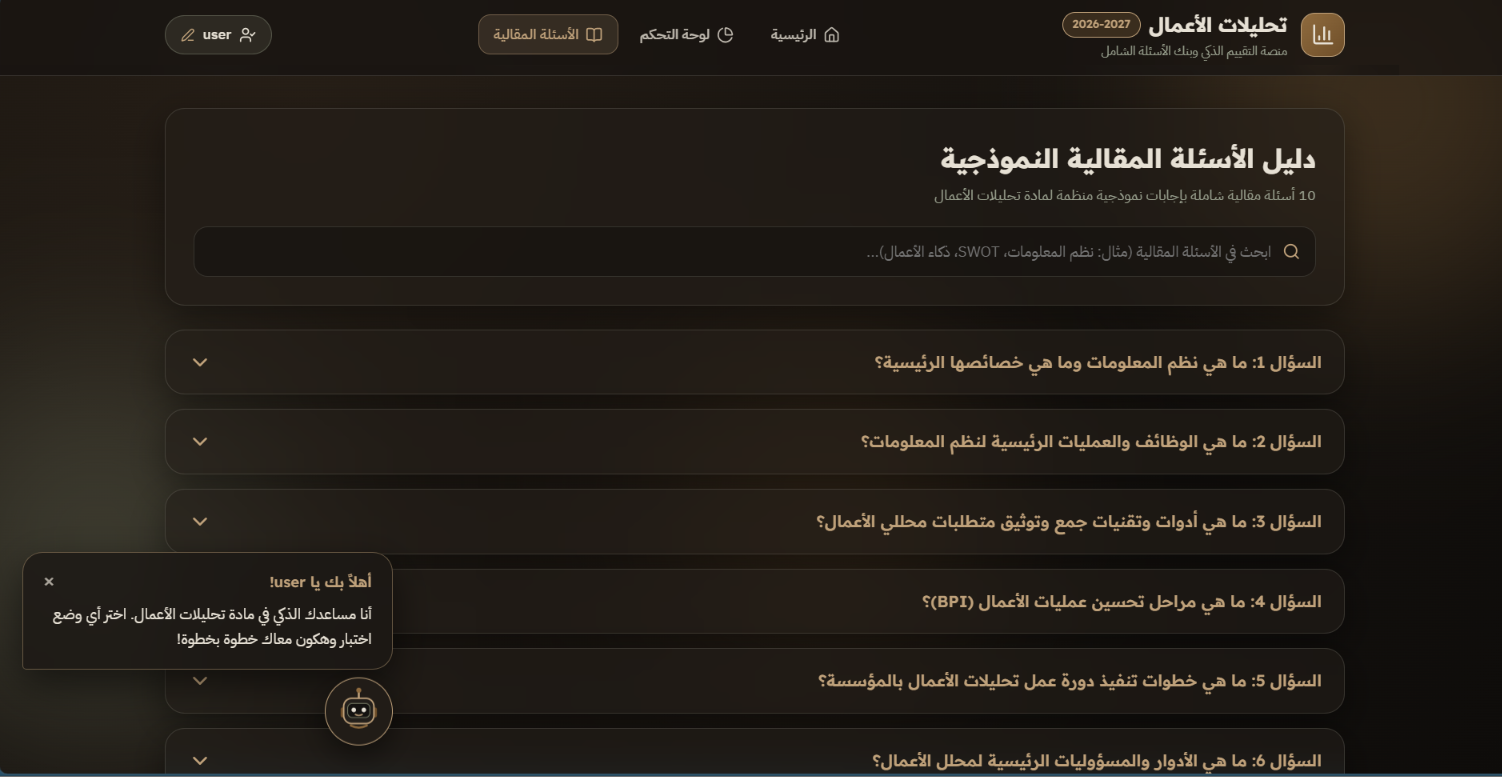 تحليلات الأعمال 2026-2027
منصة التقييم الذكي وبنك الأسئلة الشامل
الرئيسية
لوحة التحكم
الأسئلة المقالية
user
دليل الأسئلة المقالية النموذجية
10 أسئلة مقالية شاملة بإجابات نموذجية منظمة لمادة تحليلات الأعمال
ابحث في الأسئلة المقالية (مثال: نظم المعلومات، SWOT، ذكاء الأعمال)...
السؤال 1: ما هي نظم المعلومات وما هي خصائصها الرئيسية؟
السؤال 2: ما هي الوظائف والعمليات الرئيسية لنظم المعلومات؟
السؤال 3: ما هي أدوات وتقنيات جمع وتوثيق متطلبات محللي الأعمال؟
السؤال 4: ما هي مراحل تحسين عمليات الأعمال (BPI)؟
السؤال 5: ما هي خطوات تنفيذ دورة عمل تحليلات الأعمال بالمؤسسة؟
السؤال 6: ما هي الأدوار والمسؤوليات الرئيسية لمحلل الأعمال؟
أهلاً بك يا user!
أنا مساعدك الذكي في مادة تحليلات الأعمال. اختر أي وضع
اختبار وهكون معاك خطوة بخطوة!